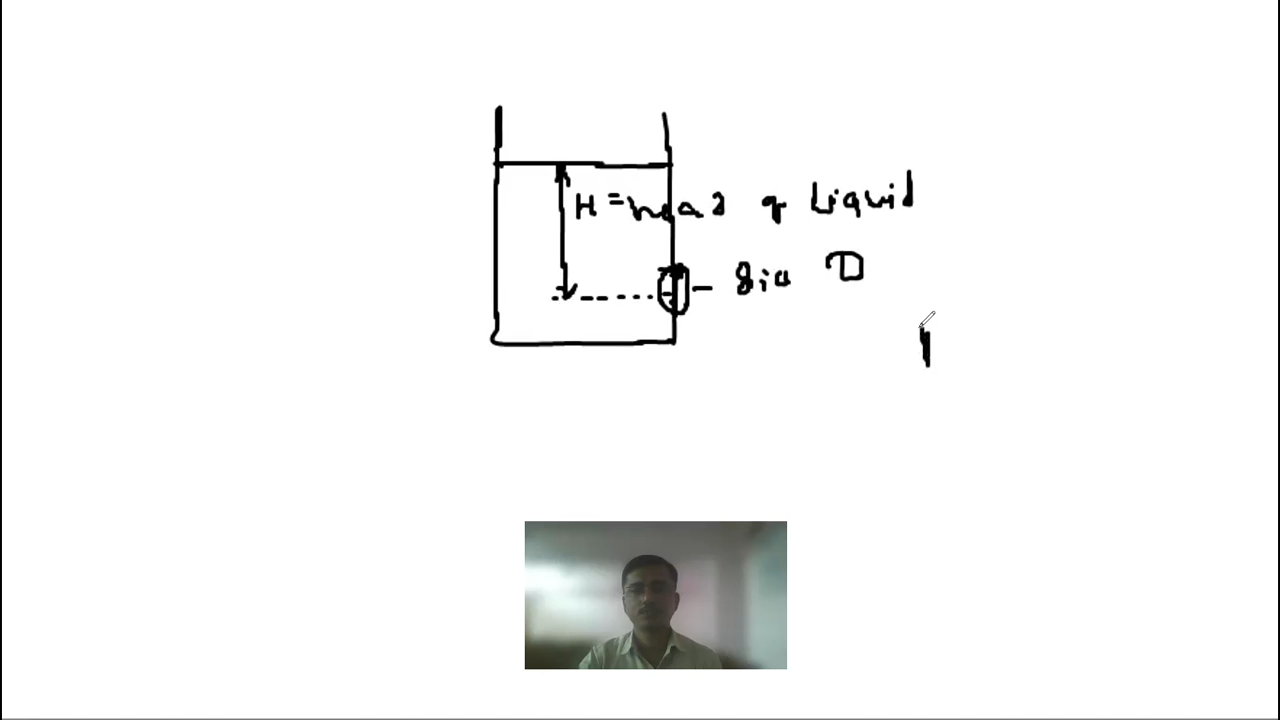 H = head of Liquid
- dia D